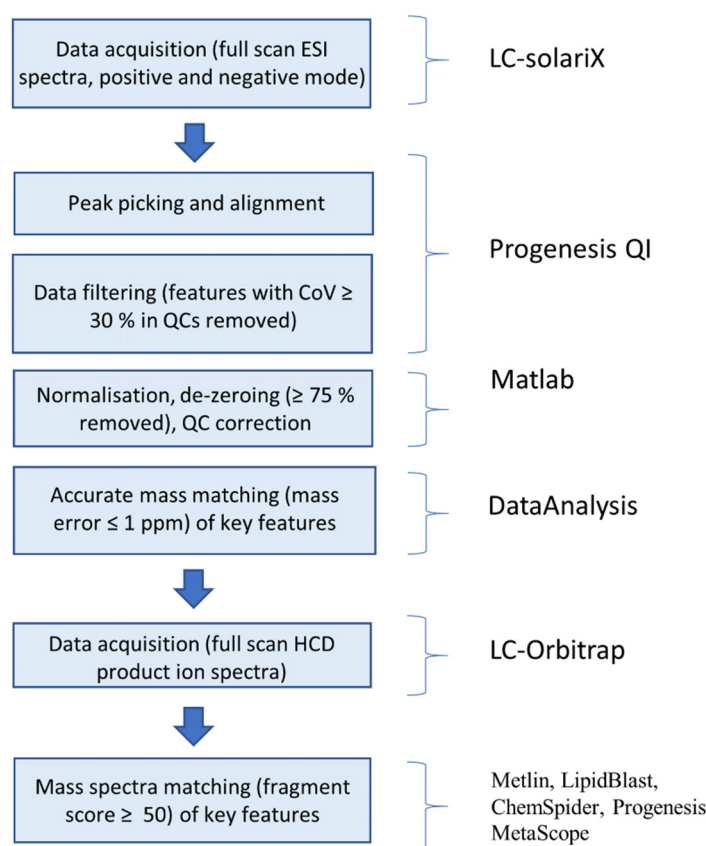 Data acquisition (full scan ESI
spectra, positive and negative mode)
LC-solariX
Peak picking and alignment
Data filtering (features with CoV ≥
30 % in QCs removed)
Progenesis QI
Normalisation, de-zeroing (≥ 75 %
removed), QC correction
Matlab
Accurate mass matching (mass
error ≤ 1 ppm) of key features
DataAnalysis
Data acquisition (full scan HCD
product ion spectra)
LC-Orbitrap
Mass spectra matching (fragment
score ≥ 50) of key features
Metlin, LipidBlast,
ChemSpider, Progenesis
MetaScope